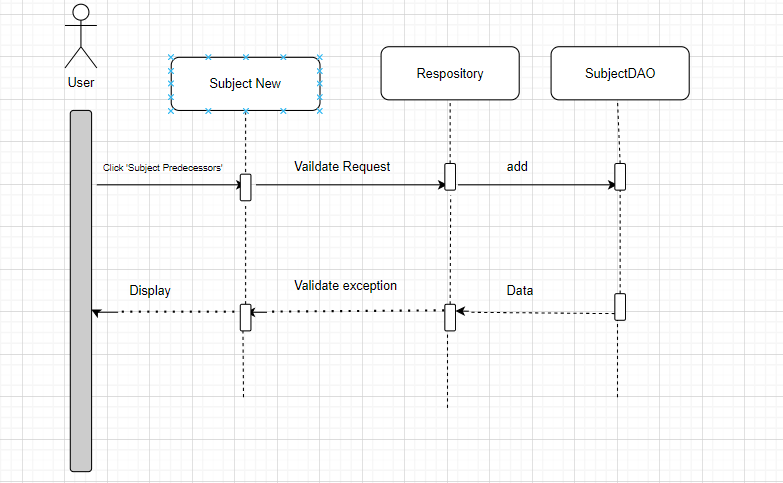 User
Subject New
Respository
SubjectDAO
Click 'Subject Predecessors'
Vaildate Request
add
Display
Validate exception
Data